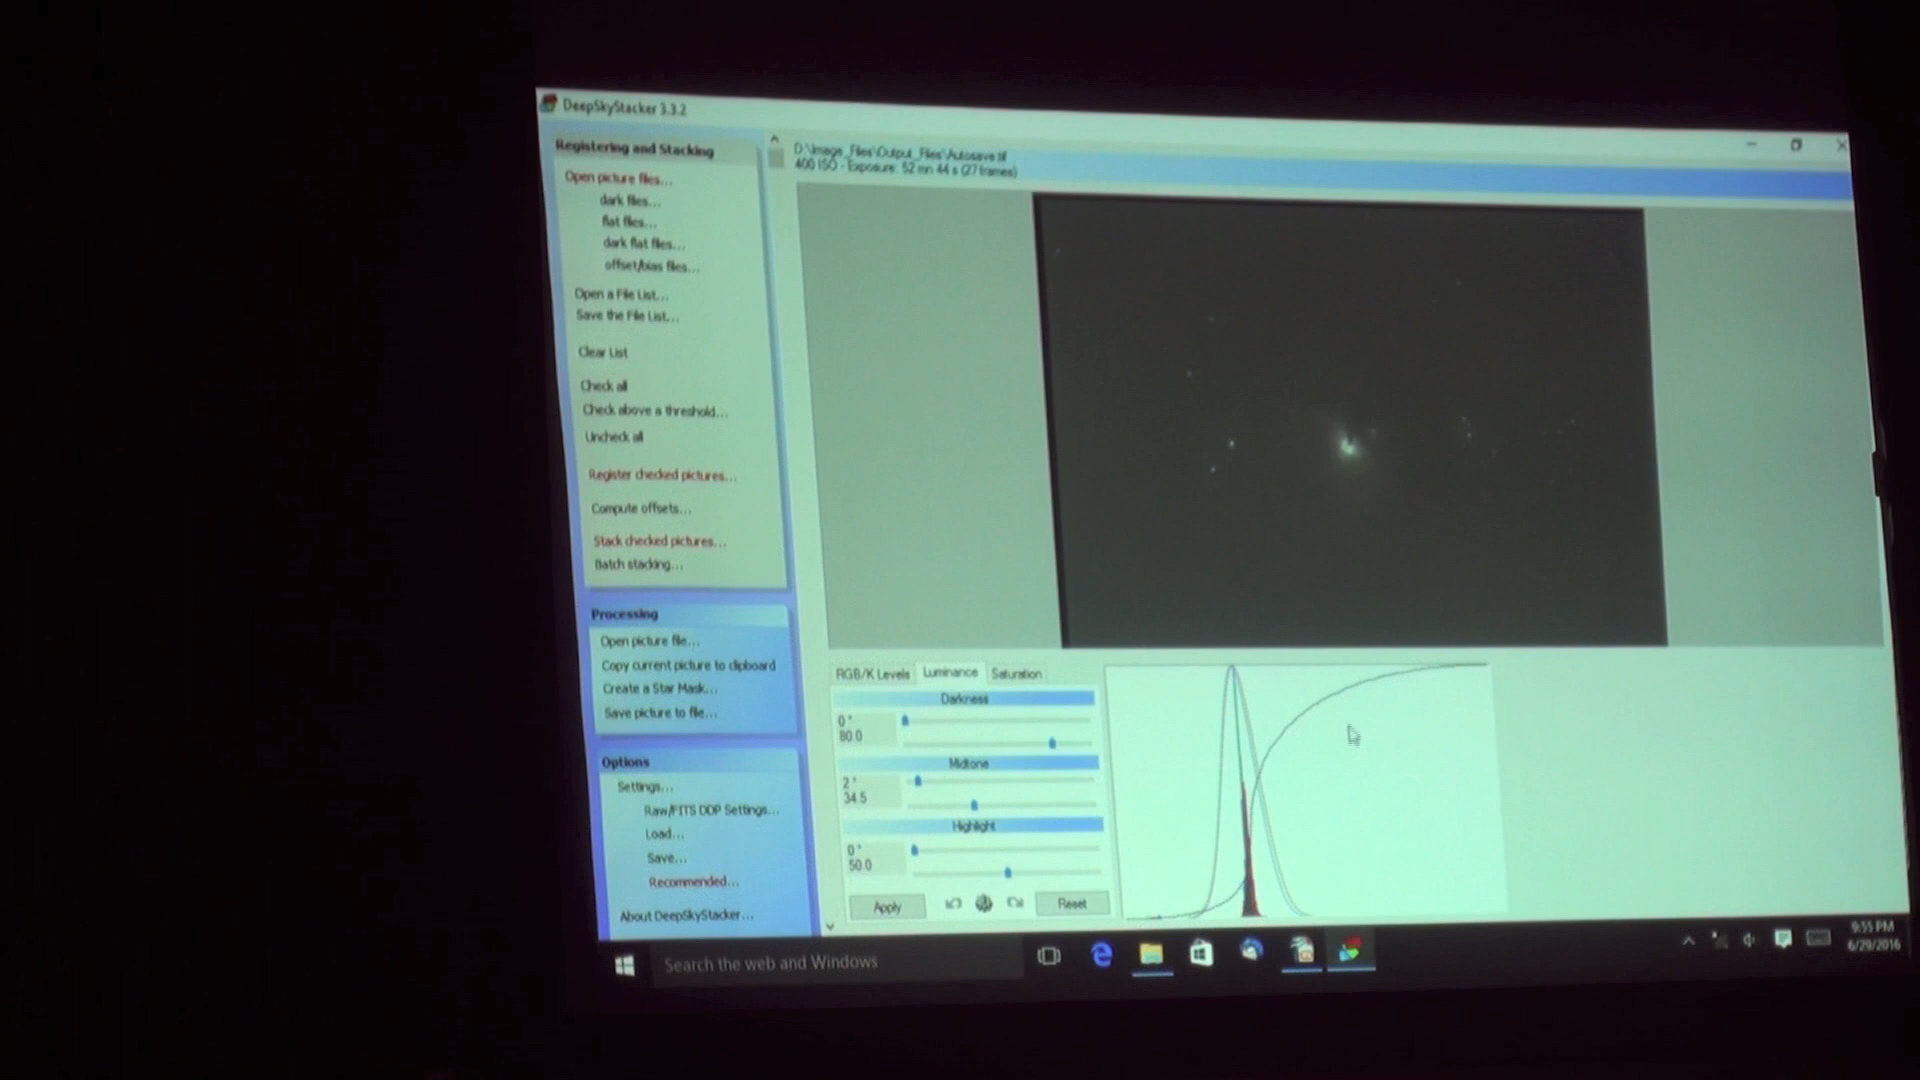 DeepSkyStacker 3.3.2
Registering and Stacking
Open picture files...
dark files...
flat files...
dark flat files...
offset/bias files...
Open a File List...
Save the File List...
Clear List
Check all
Check above a threshold...
Uncheck all
Register checked pictures...
Compute offsets...
Stack checked pictures...
Batch stacking...
Processing
Open picture file...
Copy current picture to clipboard
Create a Star Mask...
Save picture to file...
Options
Settings...
Raw/FITS DDP Settings...
Load...
Save...
Recommended...
About DeepSkyStacker...
D:\Image_Files\Output_Files\Autosave.tif
400 ISO - Exposure: 52 mn 44 s (27 frames)
RGB/K Levels Luminance Saturation
Darkness
0 °
80.0
Midtone
2 °
34.5
Highlight
0 °
50.0
Apply Reset
Search the web and Windows
9:55 PM
6/29/2016